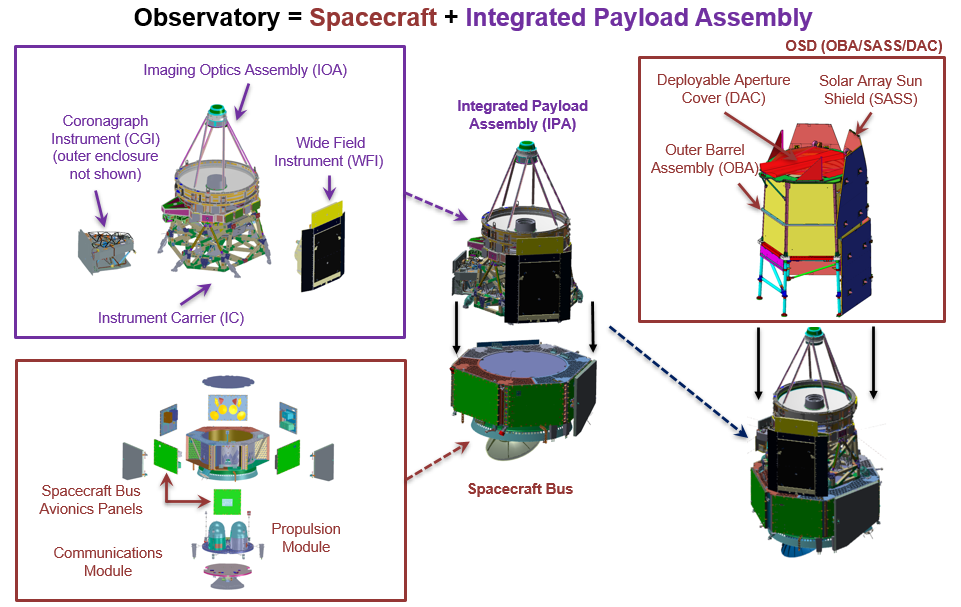 Observatory = Spacecraft + Integrated Payload Assembly
OSD (OBA/SASS/DAC)
Imaging Optics Assembly (IOA)
Coronagraph
Instrument (CGI)
(outer enclosure
not shown)
Wide Field
Instrument (WFI)
Instrument Carrier (IC)
Integrated Payload
Assembly (IPA)
Deployable Aperture
Cover (DAC)
Solar Array Sun
Shield (SASS)
Outer Barrel
Assembly (OBA)
Spacecraft Bus
Avionics Panels
Propulsion
Module
Communications
Module
Spacecraft Bus